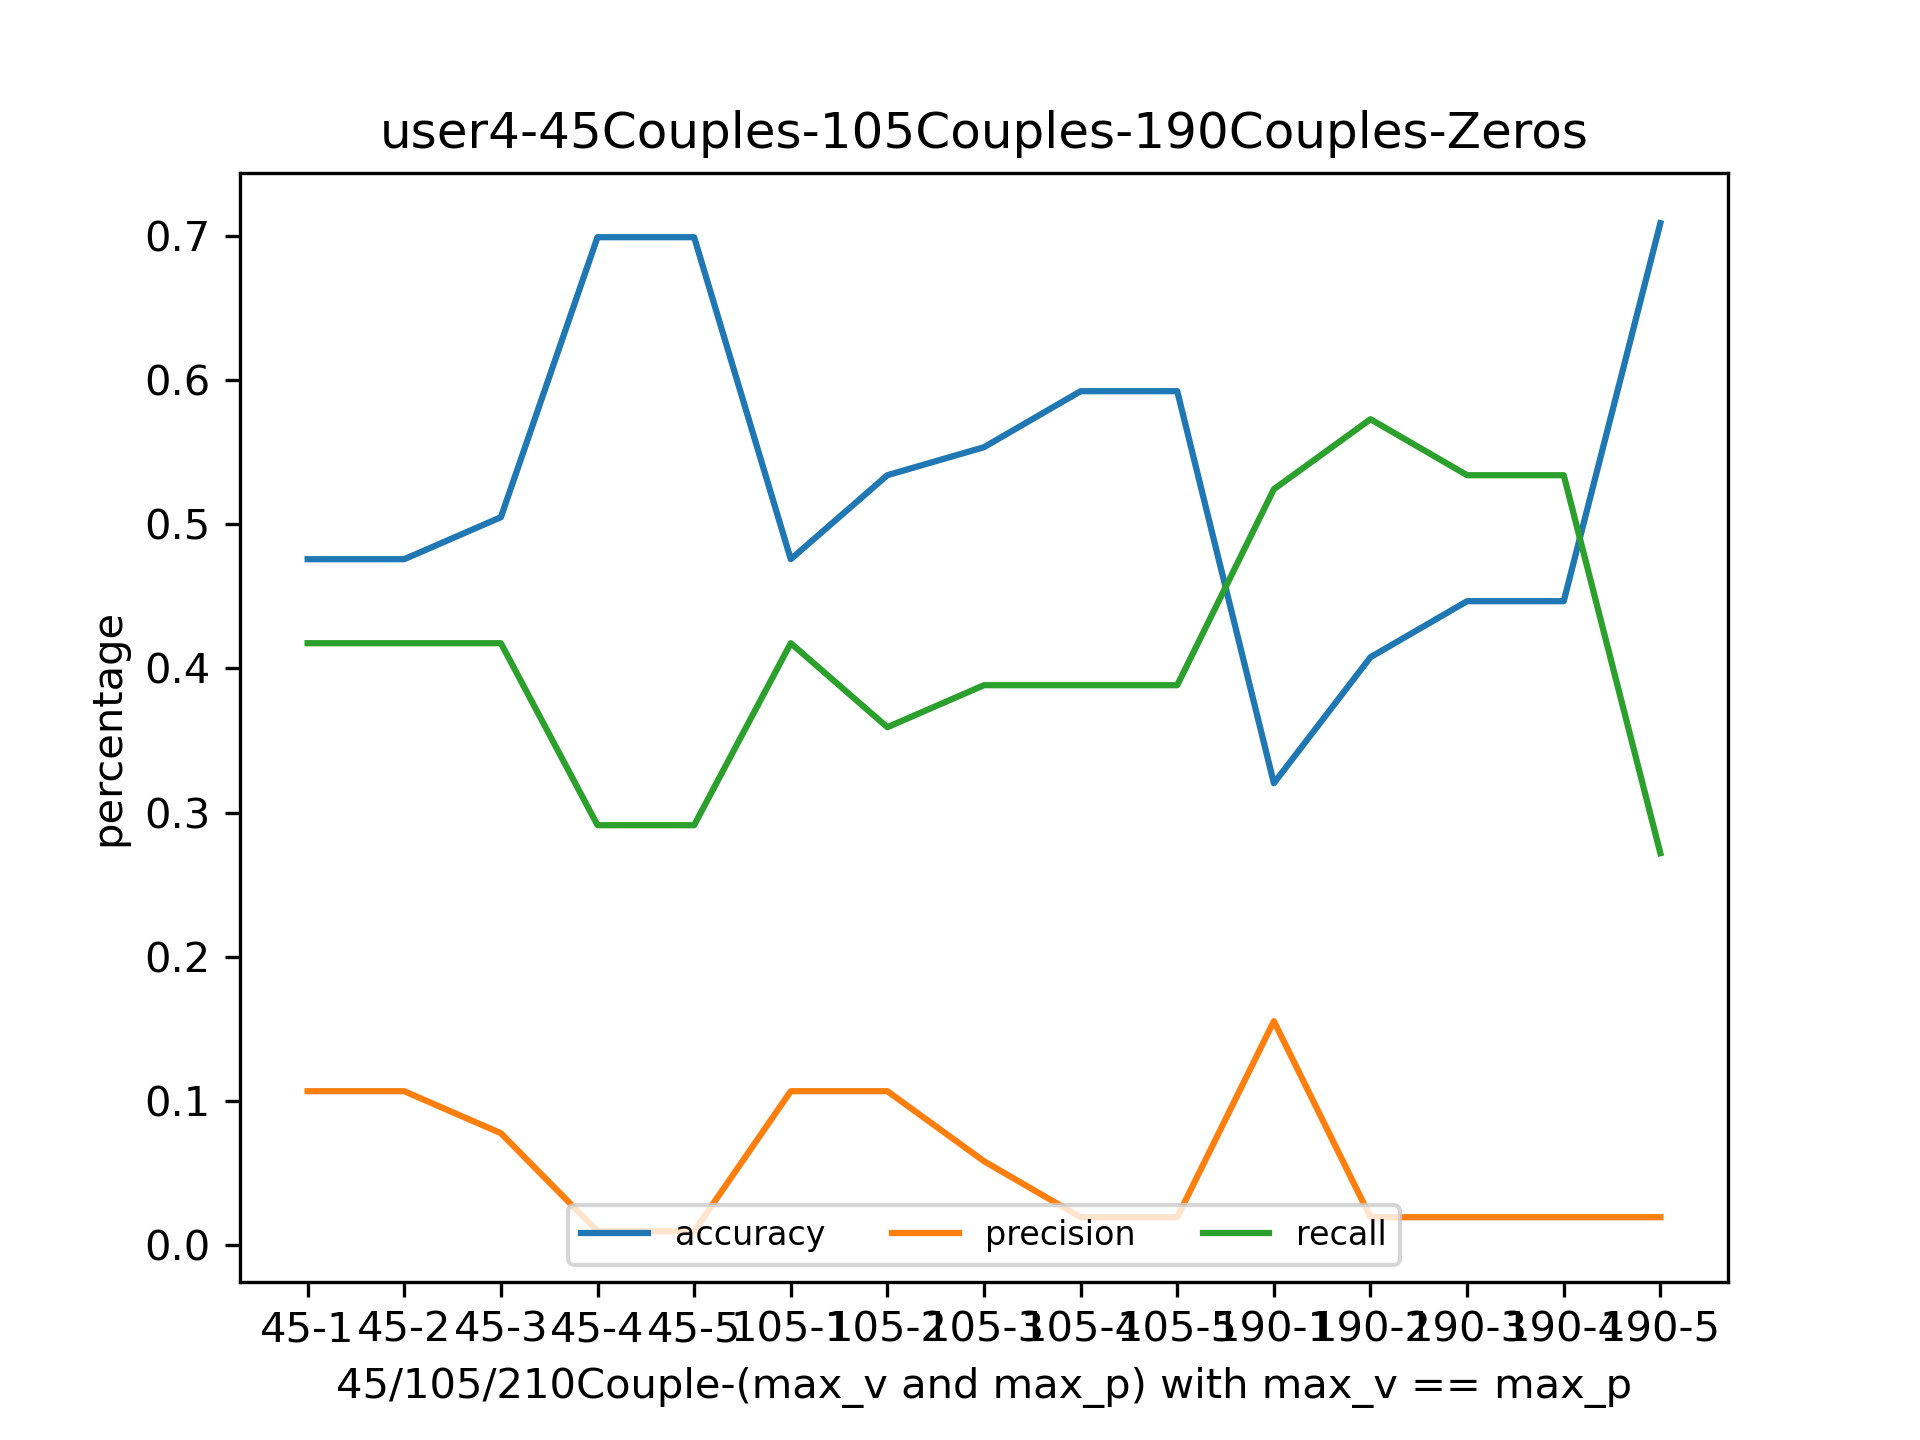 user4-45Couples-105Couples-190Couples-Zeros
percentage
0.7
0.6
0.5
0.4
0.3
0.2
0.1
0.0
accuracy precision recall
45-1 45-2 45-3 45-4 45-5 105-1 105-2 105-3 105-4 105-5 190-1 190-2 190-3 190-4 190-5
45/105/210Couple-(max_v and max_p) with max_v == max_p